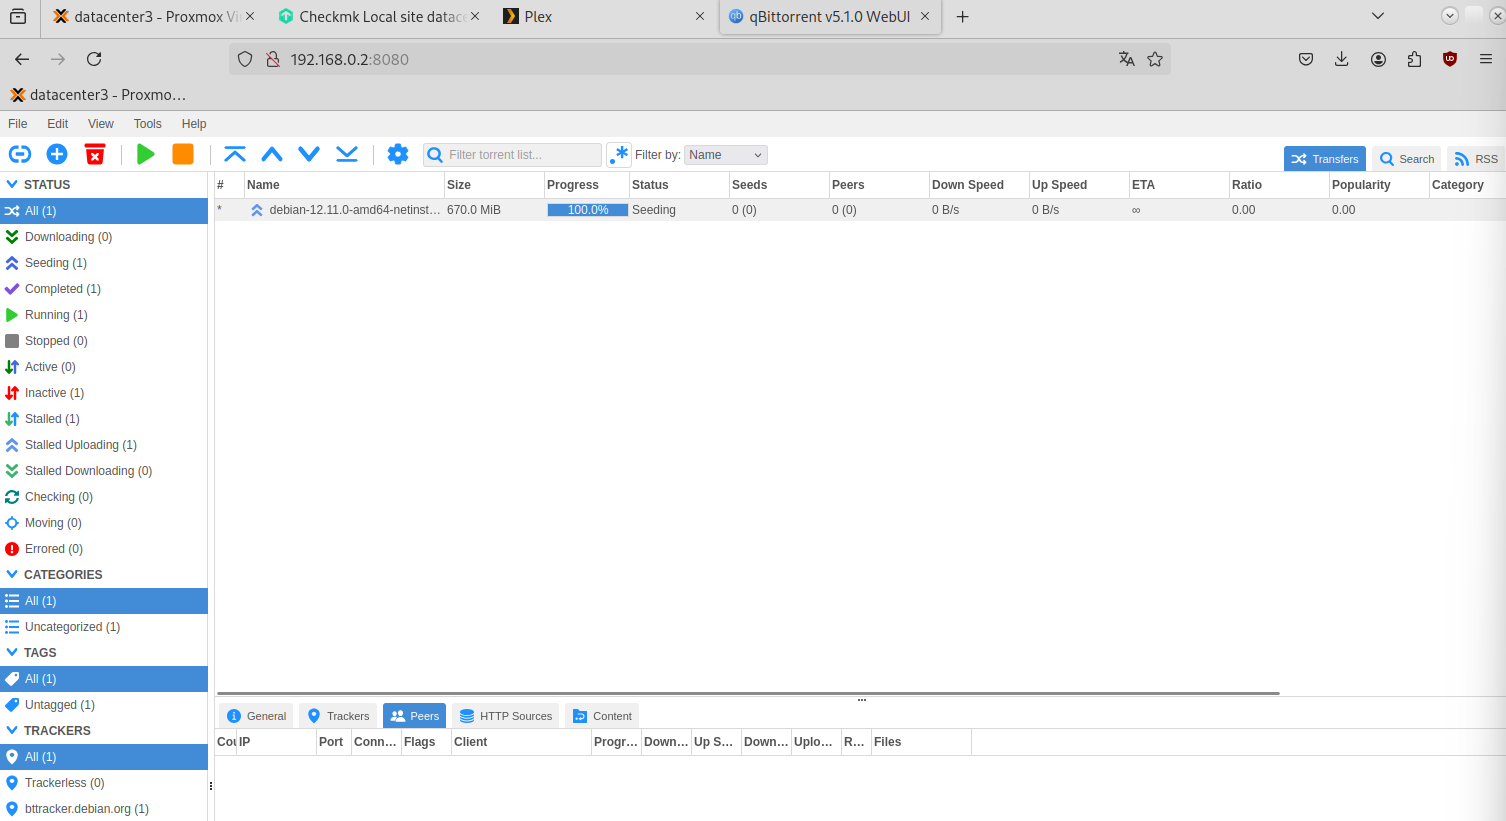 datacenter3 - Proxmox Vi
Checkmk Local site datac
Plex
qBittorrent v5.1.0 WebUI
192.168.0.2:8080
datacenter3 - Proxmo…
File Edit View Tools Help
Filter torrent list... Filter by: Name
Transfers Search RSS
STATUS
All (1)
Downloading (0)
Seeding (1)
Completed (1)
Running (1)
Stopped (0)
Active (0)
Inactive (1)
Stalled (1)
Stalled Uploading (1)
Stalled Downloading (0)
Checking (0)
Moving (0)
Errored (0)
CATEGORIES
All (1)
Uncategorized (1)
TAGS
All (1)
Untagged (1)
TRACKERS
All (1)
Trackerless (0)
bttracker.debian.org (1)
# Name Size Progress Status Seeds Peers Down Speed Up Speed ETA Ratio Popularity Category
* debian-12.11.0-amd64-netinst… 670.0 MiB 100.0% Seeding 0 (0) 0 (0) 0 B/s 0 B/s ∞ 0.00 0.00
General Trackers Peers HTTP Sources Content
Cou IP Port Conn… Flags Client Progr… Down… Up S… Down… Uplo… R… Files